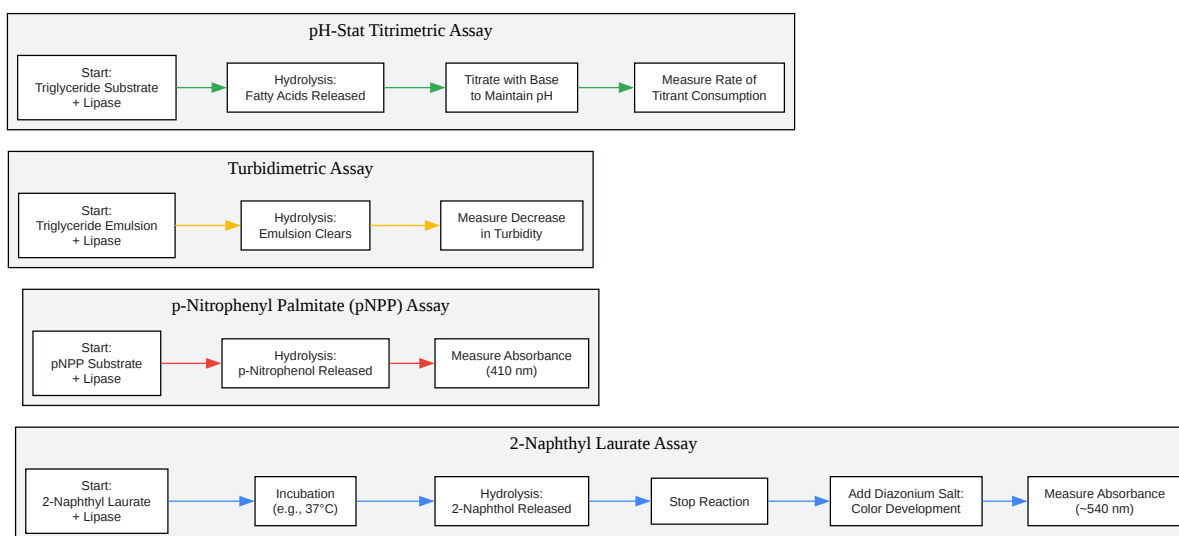 pH-Stat Titrimetric Assay
Start:
Triglyceride Substrate
+ Lipase
Hydrolysis:
Fatty Acids Released
Titrate with Base
to Maintain pH
Measure Rate of
Titrant Consumption
Turbidimetric Assay
Start:
Triglyceride Emulsion
+ Lipase
Hydrolysis:
Emulsion Clears
Measure Decrease
in Turbidity
p-Nitrophenyl Palmitate (pNPP) Assay
Start:
pNPP Substrate
+ Lipase
Hydrolysis:
p-Nitrophenol Released
Measure Absorbance
(410 nm)
2-Naphthyl Laurate Assay
Start:
2-Naphthyl Laurate
+ Lipase
Incubation
(e.g., 37°C)
Hydrolysis:
2-Naphthol Released
Stop Reaction
Add Diazonium Salt:
Color Development
Measure Absorbance
(~540 nm)